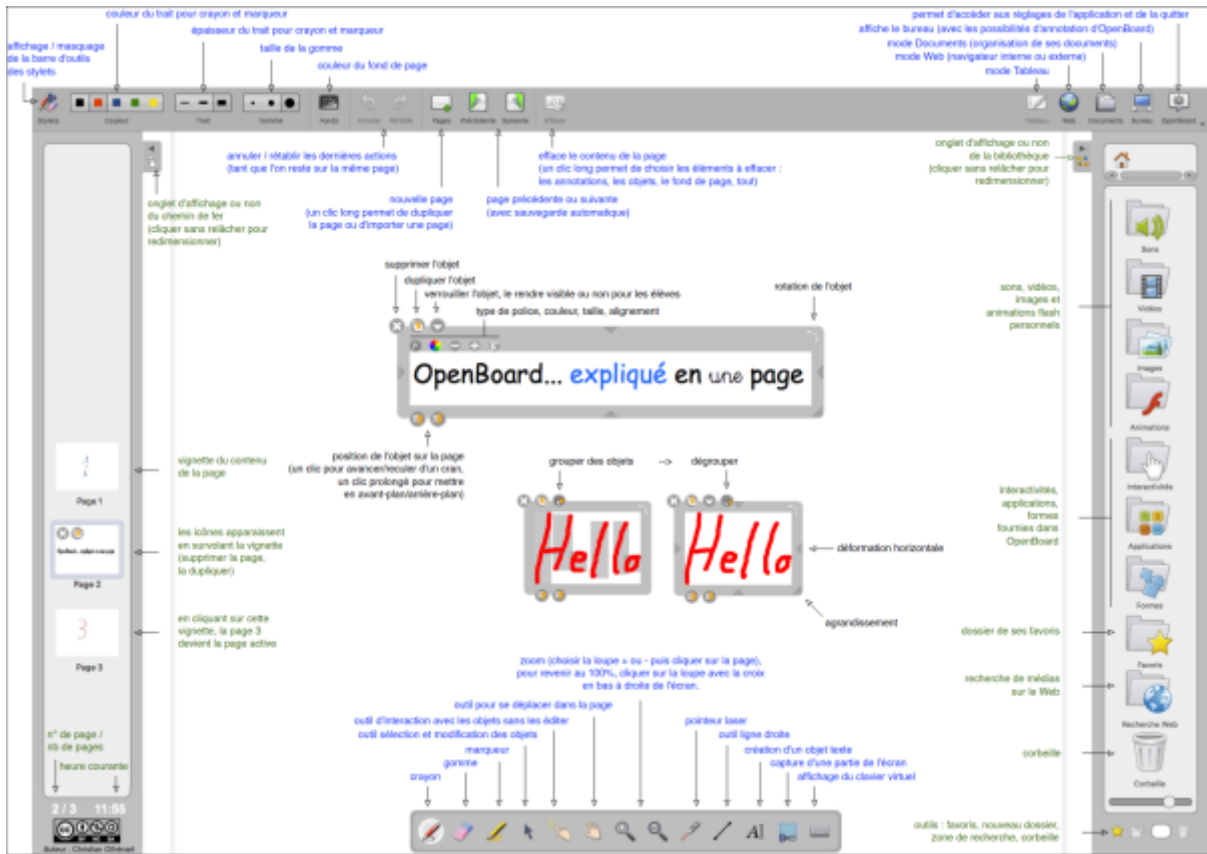 couleur du trait pour crayon et marqueur
épaisseur du trait pour crayon et marqueur
taille de la gomme
couleur du fond de page
affichage / masquage
de la barre d'outils
des stylets
permet d'accéder aus réglages de l'application et de la quitter
affiche le bureau (avec les possibilités d'annotation d'OpenBoard)
mode Documents (organisation de ses documents)
mode Web (navigateur interne ou externe)
mode Tableau
Stylets
Couleur
Trait
Gomme
Fonds
Annuler
Rétablir
Pages
Précédente
Suivante
Effacer
Tableau
Web
Documents
Bureau
OpenBoard
annuler / rétablir les dernières actions
(tant que l'on reste sur la même page)
efface le contenu de la page
(un clic long permet de choisir les éléments à effacer :
les annotations, les objets, le fond de page, tout)
nouvelle page
(un clic long permet de dupliquer
la page ou d'importer une page)
page précédente ou suivante
(avec sauvegarde automatique)
onglet d'affichage ou non
du chemin de fer
(cliquer sans relâcher pour
redimensionner)
onglet d'affichage ou non
de la bibliothèque
(cliquer sans relâcher pour
redimensionner)
supprimer l'objet
dupliquer l'objet
verrouiller l'objet, le rendre visible ou non pour les élèves
type de police, couleur, taille, alignement
rotation de l'objet
OpenBoard... expliqué en une page
position de l'objet sur la page
(un clic pour avancer/reculer d'un cran,
un clic prolongé pour mettre
en avant-plan/arrière-plan)
grouper des objets --> dégrouper
Hello
Hello
déformation horizontale
agrandissement
sons, vidéos,
images et
animations flash
personnels
interactivités,
applications,
formes
fournies dans
OpenBoard
dossier de ses favoris
recherche de médias
sur le Web
corbeille
outils : favoris, nouveau dossier,
zone de recherche, corbeille
Sons
Vidéos
Images
Animations
Interactivités
Applications
Formes
Favoris
Recherche Web
Corbeille
1
Page 1
vignette du contenu
de la page
Page 2
les icônes apparaissent
en survolant la vignette
(supprimer la page,
la dupliquer)
3
Page 3
en cliquant sur cette
vignette, la page 3
devient la page active
n° de page /
nb de pages
heure courante
2 / 3 11:55
Auteur : Christian Othérart
zoom (choisir la loupe + ou - puis cliquer sur la page),
pour revenir au 100%, cliquer sur la loupe avec la croix
en bas à droite de l'écran.
outil pour se déplacer dans la page
outil d'interaction avec les objets sans les éditer
outil sélection et modification des objets
marqueur
gomme
crayon
pointeur laser
outil ligne droite
création d'un objet texte
capture d'une partie de l'écran
affichage du clavier virtuel